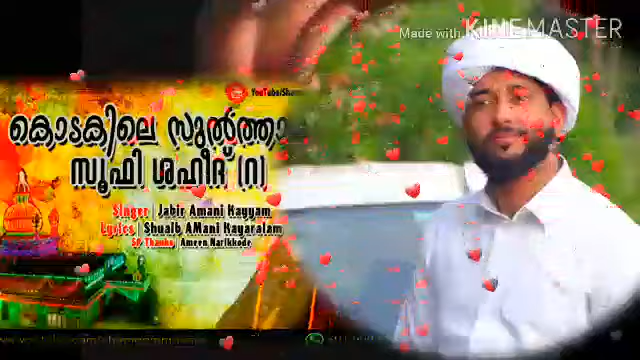 Made with KINEMASTER
YouTube/Sha
കൊടകിലെ സുൽത്താ
സൂഫി ശഹീദ് (റ)
Singer : Jabir Amani Kayyam
Lyrics : Shuaib AMani Kayaralam
SP Thanks : Ameen Narikkode